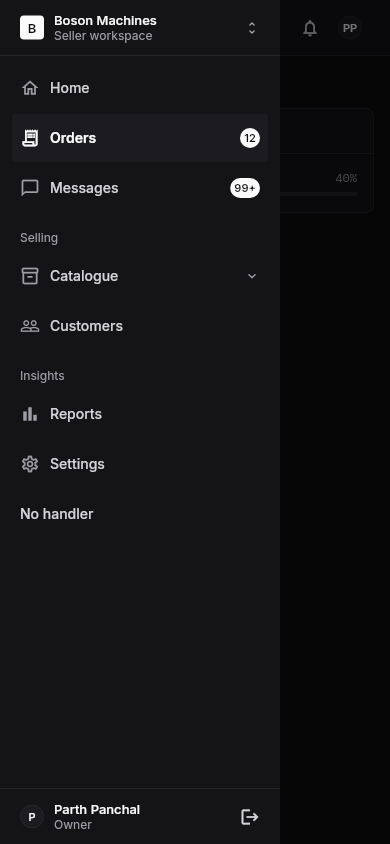 B
Boson Machines
Seller workspace
PP
Home
Orders
12
40%
Messages
99+
Selling
Catalogue
Customers
Insights
Reports
Settings
No handler
P
Parth Panchal
Owner